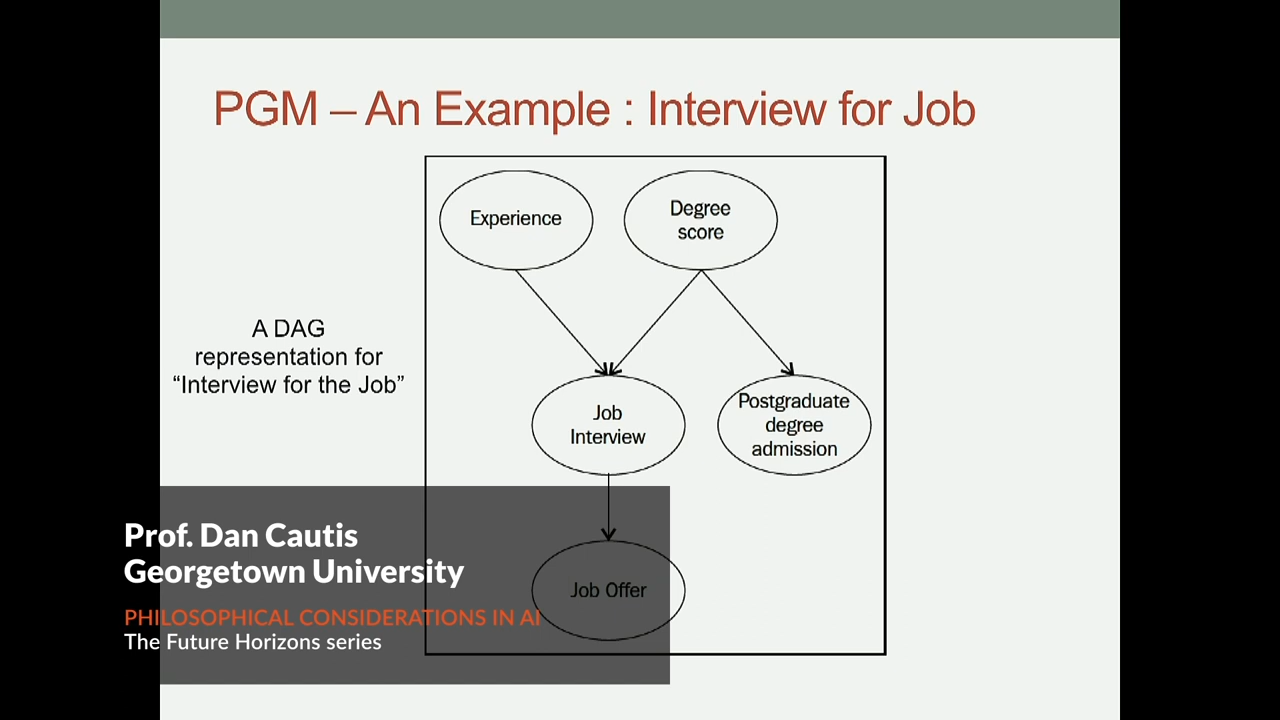 PGM – An Example : Interview for Job
Experience
Degree
score
A DAG
representation for
“Interview for the Job”
Job
Interview
Postgraduate
degree
admission
Job Offer
Prof. Dan Cautis
Georgetown University
PHILOSOPHICAL CONSIDERATIONS IN AI
The Future Horizons series